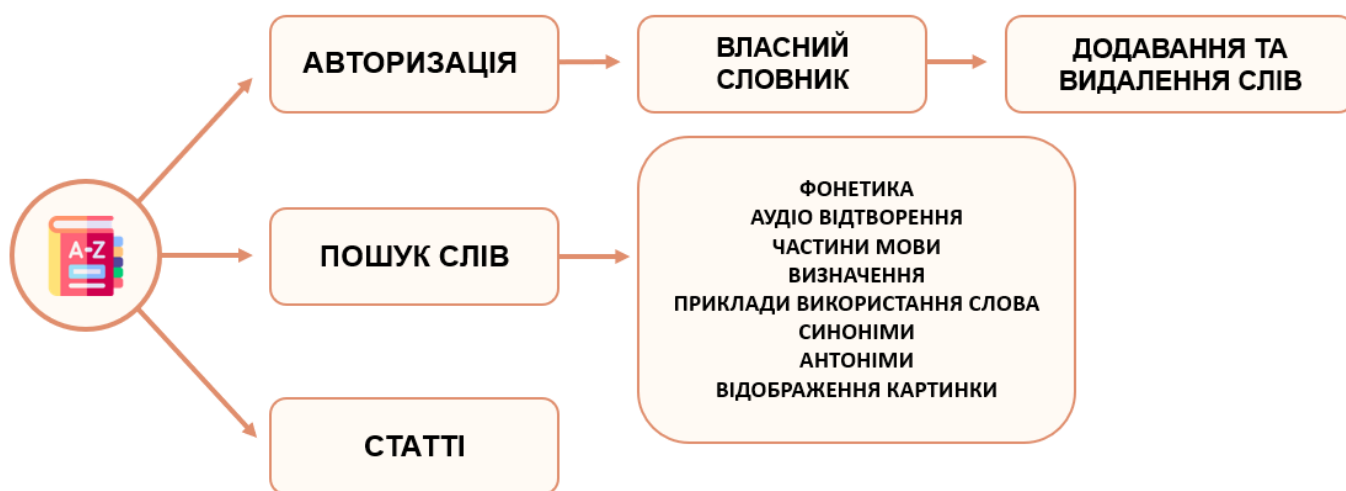 АВТОРИЗАЦІЯ
ВЛАСНИЙ
СЛОВНИК
ДОДАВАННЯ ТА
ВИДАЛЕННЯ СЛІВ
A-Z
ПОШУК СЛІВ
ФОНЕТИКА
АУДІО ВІДТВОРЕННЯ
ЧАСТИНИ МОВИ
ВИЗНАЧЕННЯ
ПРИКЛАДИ ВИКОРИСТАННЯ СЛОВА
СИНОНІМИ
АНТОНІМИ
ВІДОБРАЖЕННЯ КАРТИНКИ
СТАТТІ